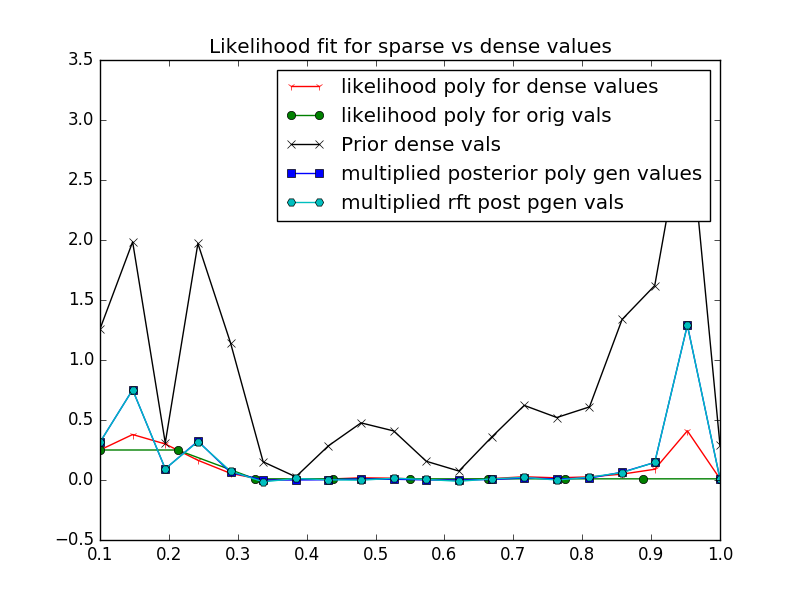 Likelihood fit for sparse vs dense values
3.5
3.0
2.5
2.0
1.5
1.0
0.5
0.0
−0.5
likelihood poly for dense values
likelihood poly for orig vals
Prior dense vals
multiplied posterior poly gen values
multiplied rft post pgen vals
0.1 0.2 0.3 0.4 0.5 0.6 0.7 0.8 0.9 1.0